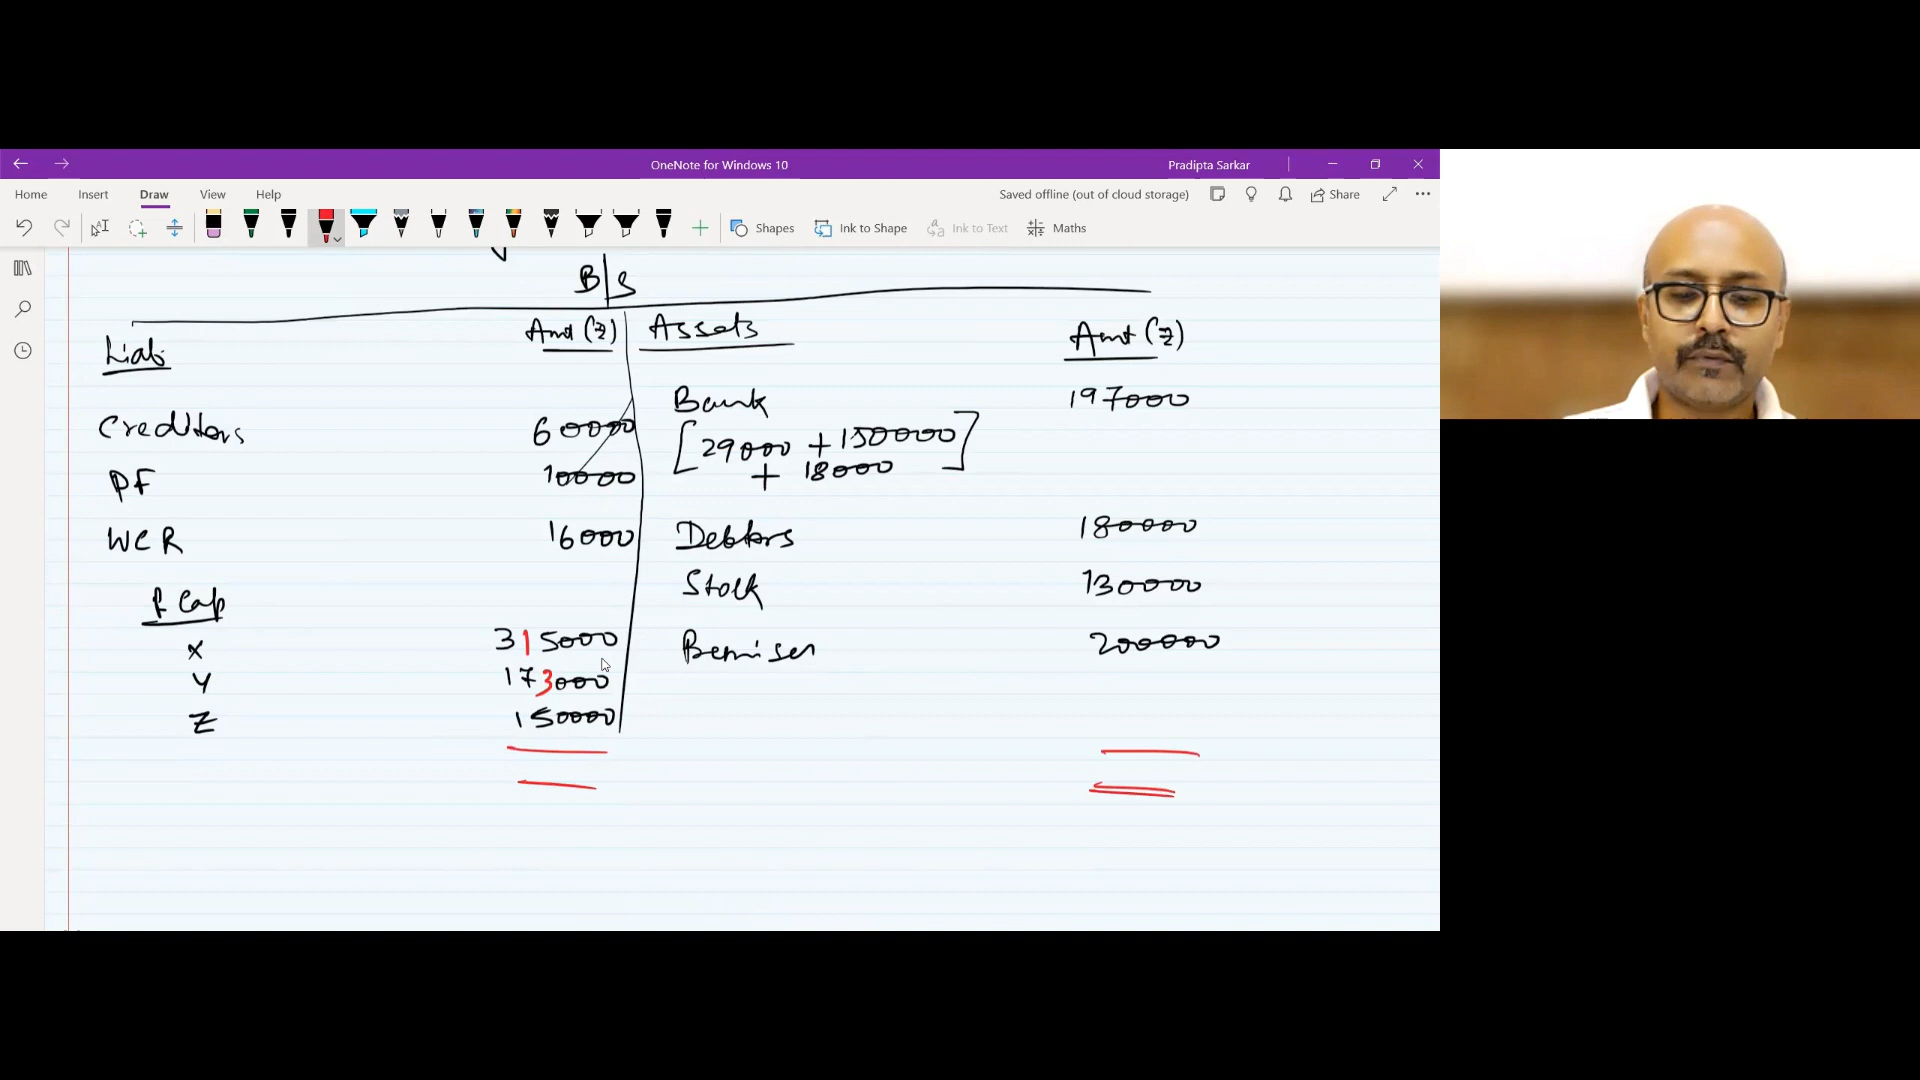 OneNote for Windows 10
Pradipta Sarkar
Home Insert Draw View Help
Saved offline (out of cloud storage) Share
Shapes Ink to Shape Ink to Text Maths
B/S
Liab Amt (₹) Assets Amt (₹)
Bank 197000
Creditors 60000 [29000 + 150000]
+ 18000
PF 10000
WCR 16000 Debtors 180000
P Cap Stock 130000
X 315000 Premises 200000
Y 173000
Z 150000